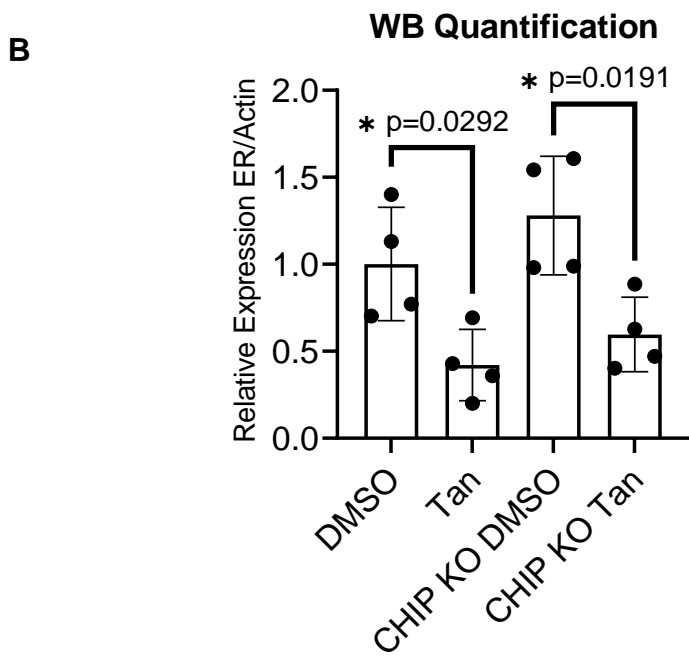 B
WB Quantification
* p=0.0191
* p=0.0292
Relative Expression ER/Actin
2.0
1.5
1.0
0.5
0.0
DMSO
Tan
CHIP KO DMSO
CHIP KO Tan